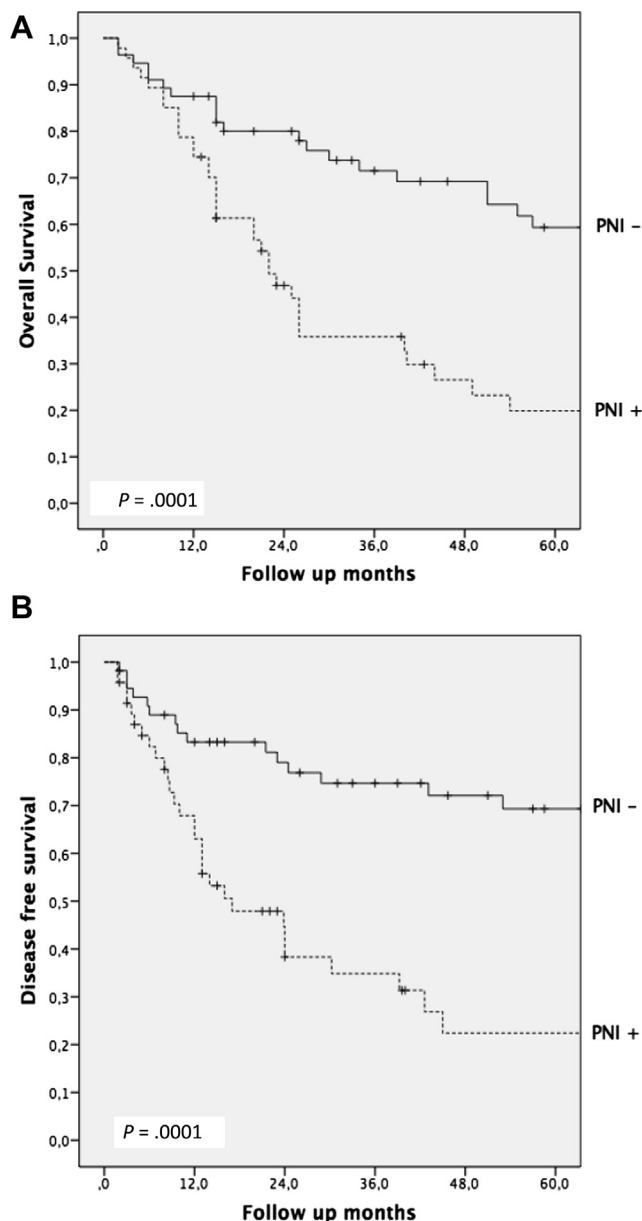 A
1,0
0,9
0,8
0,7
0,6
0,5
0,4
0,3
0,2
0,1
0,0
Overall Survival
PNI –
PNI +
P = .0001
,0 12,0 24,0 36,0 48,0 60,0
Follow up months
B
1,0
0,9
0,8
0,7
0,6
0,5
0,4
0,3
0,2
0,1
0,0
Disease free survival
PNI –
PNI +
P = .0001
,0 12,0 24,0 36,0 48,0 60,0
Follow up months